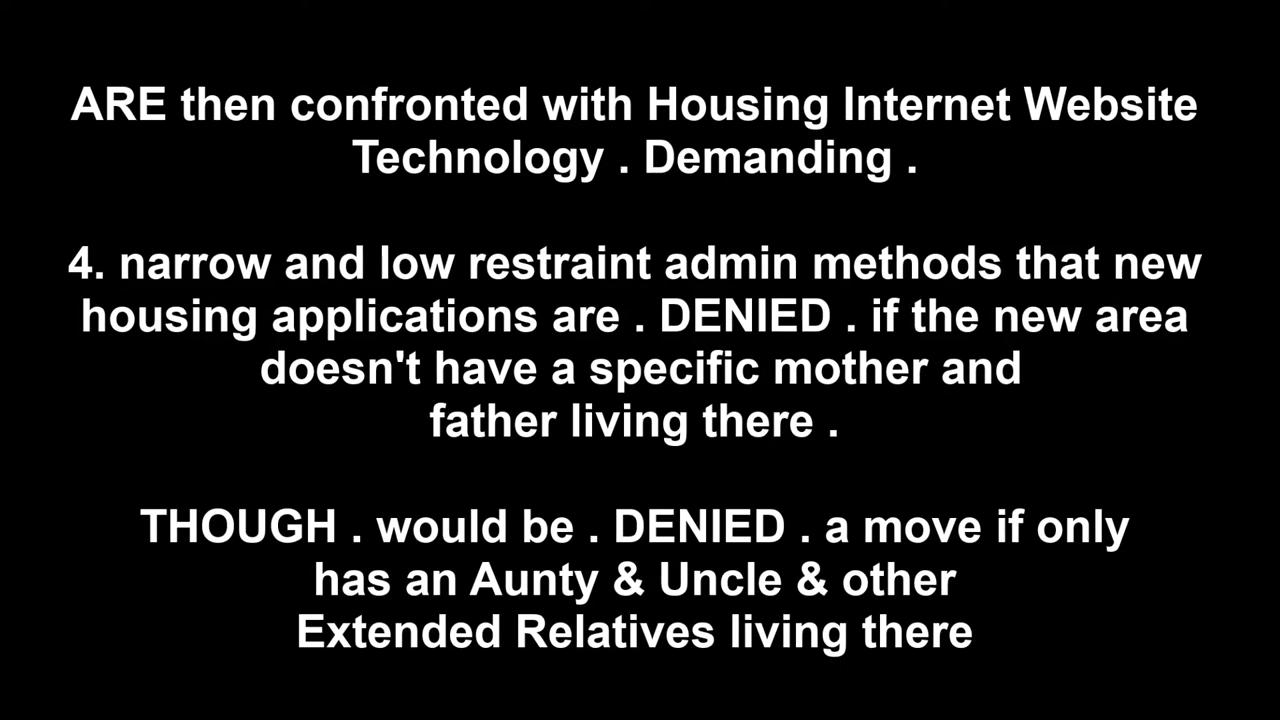 ARE then confronted with Housing Internet Website
Technology . Demanding .
4. narrow and low restraint admin methods that new
housing applications are . DENIED . if the new area
doesn't have a specific mother and
father living there .
THOUGH . would be . DENIED . a move if only
has an Aunty & Uncle & other
Extended Relatives living there